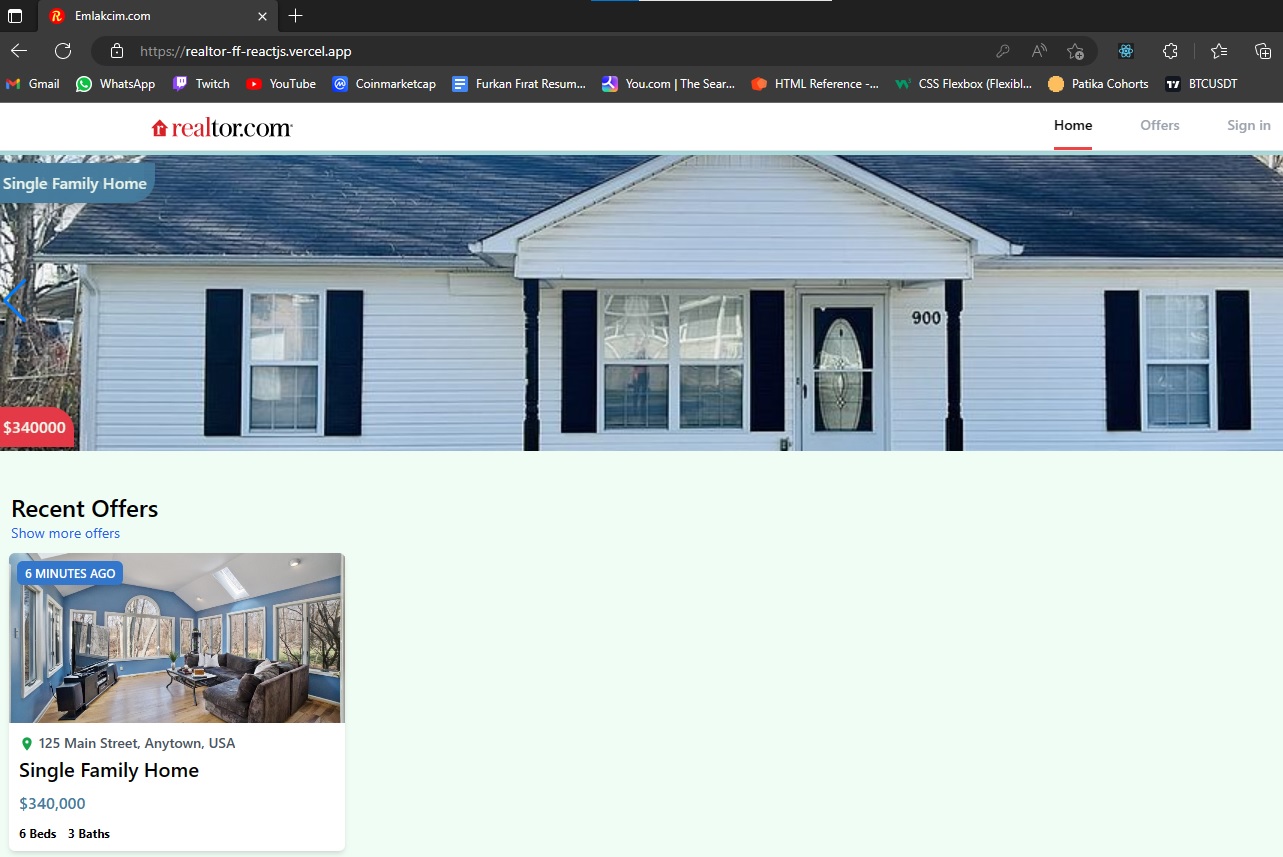 Emlakcim.com
https://realtor-ff-reactjs.vercel.app
Gmail WhatsApp Twitch YouTube Coinmarketcap Furkan Fırat Resum... You.com | The Sear... HTML Reference -... CSS Flexbox (Flexibl... Patika Cohorts BTCUSDT
realtor.com Home Offers Sign in
Single Family Home
900
$340000
Recent Offers
Show more offers
6 MINUTES AGO
125 Main Street, Anytown, USA
Single Family Home
$340,000
6 Beds 3 Baths